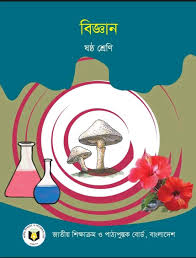 বিজ্ঞান
ষষ্ঠ শ্রেণি
জাতীয় শিক্ষাক্রম ও পাঠ্যপুস্তক বোর্ড, বাংলাদেশ